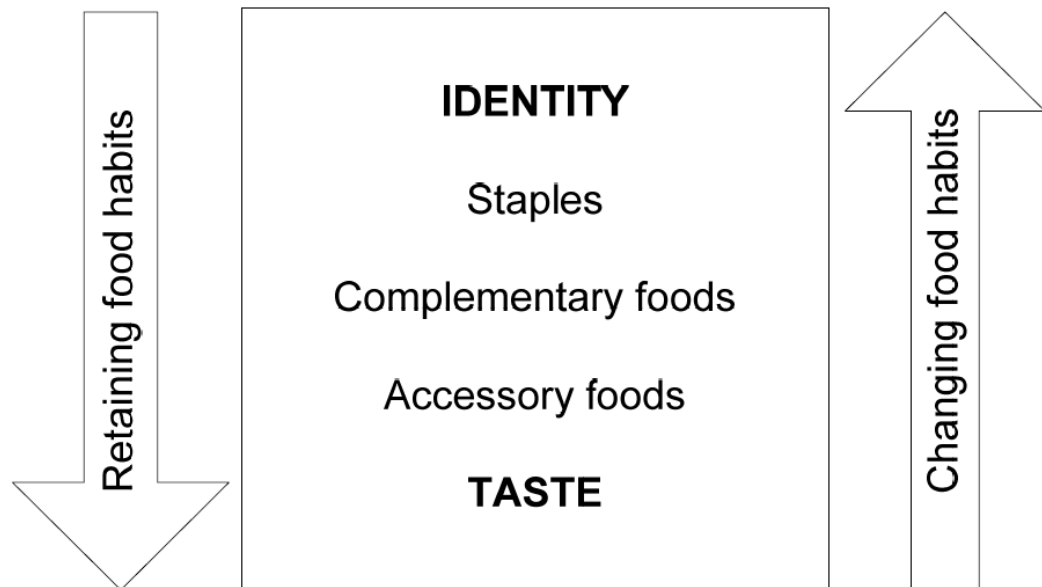 Retaining food habits
IDENTITY
Staples
Complementary foods
Accessory foods
TASTE
Changing food habits